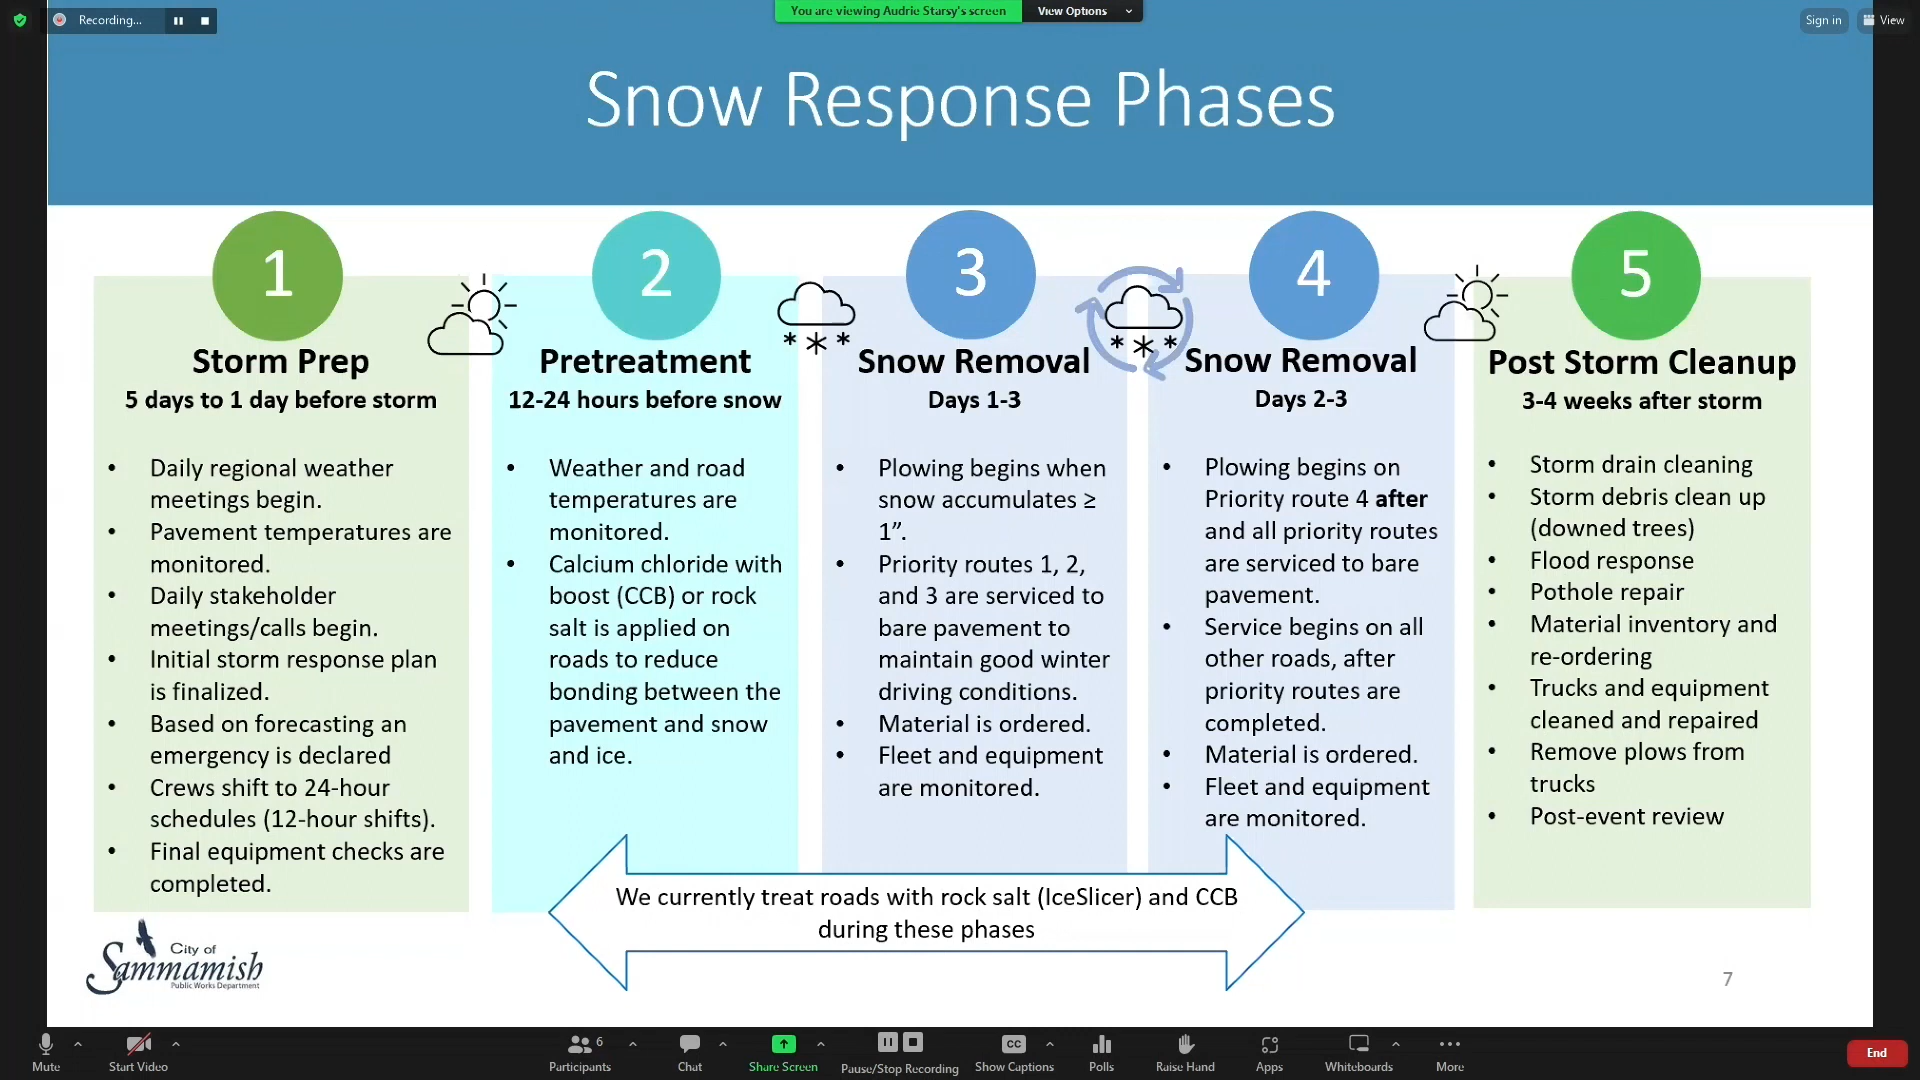 Recording...
You are viewing Audrie Starsy's screen
View Options
Sign in
View
Snow Response Phases
1
Storm Prep
5 days to 1 day before storm
• Daily regional weather
meetings begin.
• Pavement temperatures are
monitored.
• Daily stakeholder
meetings/calls begin.
• Initial storm response plan
is finalized.
• Based on forecasting an
emergency is declared
• Crews shift to 24-hour
schedules (12-hour shifts).
• Final equipment checks are
completed.
2
Pretreatment
12-24 hours before snow
• Weather and road
temperatures are
monitored.
• Calcium chloride with
boost (CCB) or rock
salt is applied on
roads to reduce
bonding between the
pavement and snow
and ice.
3
Snow Removal
Days 1-3
• Plowing begins when
snow accumulates ≥
1”.
• Priority routes 1, 2,
and 3 are serviced to
bare pavement to
maintain good winter
driving conditions.
• Material is ordered.
• Fleet and equipment
are monitored.
4
Snow Removal
Days 2-3
• Plowing begins on
Priority route 4 after
and all priority routes
are serviced to bare
pavement.
• Service begins on all
other roads, after
priority routes are
completed.
• Material is ordered.
• Fleet and equipment
are monitored.
5
Post Storm Cleanup
3-4 weeks after storm
• Storm drain cleaning
• Storm debris clean up
(downed trees)
• Flood response
• Pothole repair
• Material inventory and
re-ordering
• Trucks and equipment
cleaned and repaired
• Remove plows from
trucks
• Post-event review
We currently treat roads with rock salt (IceSlicer) and CCB
during these phases
City of
Sammamish
Public Works Department
7
Mute
Start Video
Participants
6
Chat
Share Screen
Pause/Stop Recording
CC
Show Captions
Polls
Raise Hand
Apps
Whiteboards
More
End